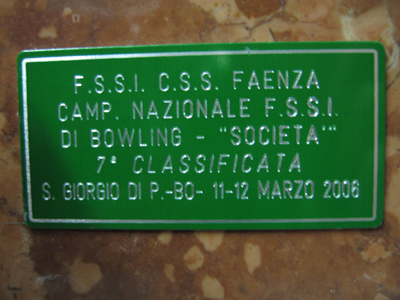 F.S.S.I. C.S.S. FAENZA
CAMP. NAZIONALE F.S.S.I.
DI BOWLING - "SOCIETA'"
7ª CLASSIFICATA
S. GIORGIO DI P.-BO- 11-12 MARZO 2006